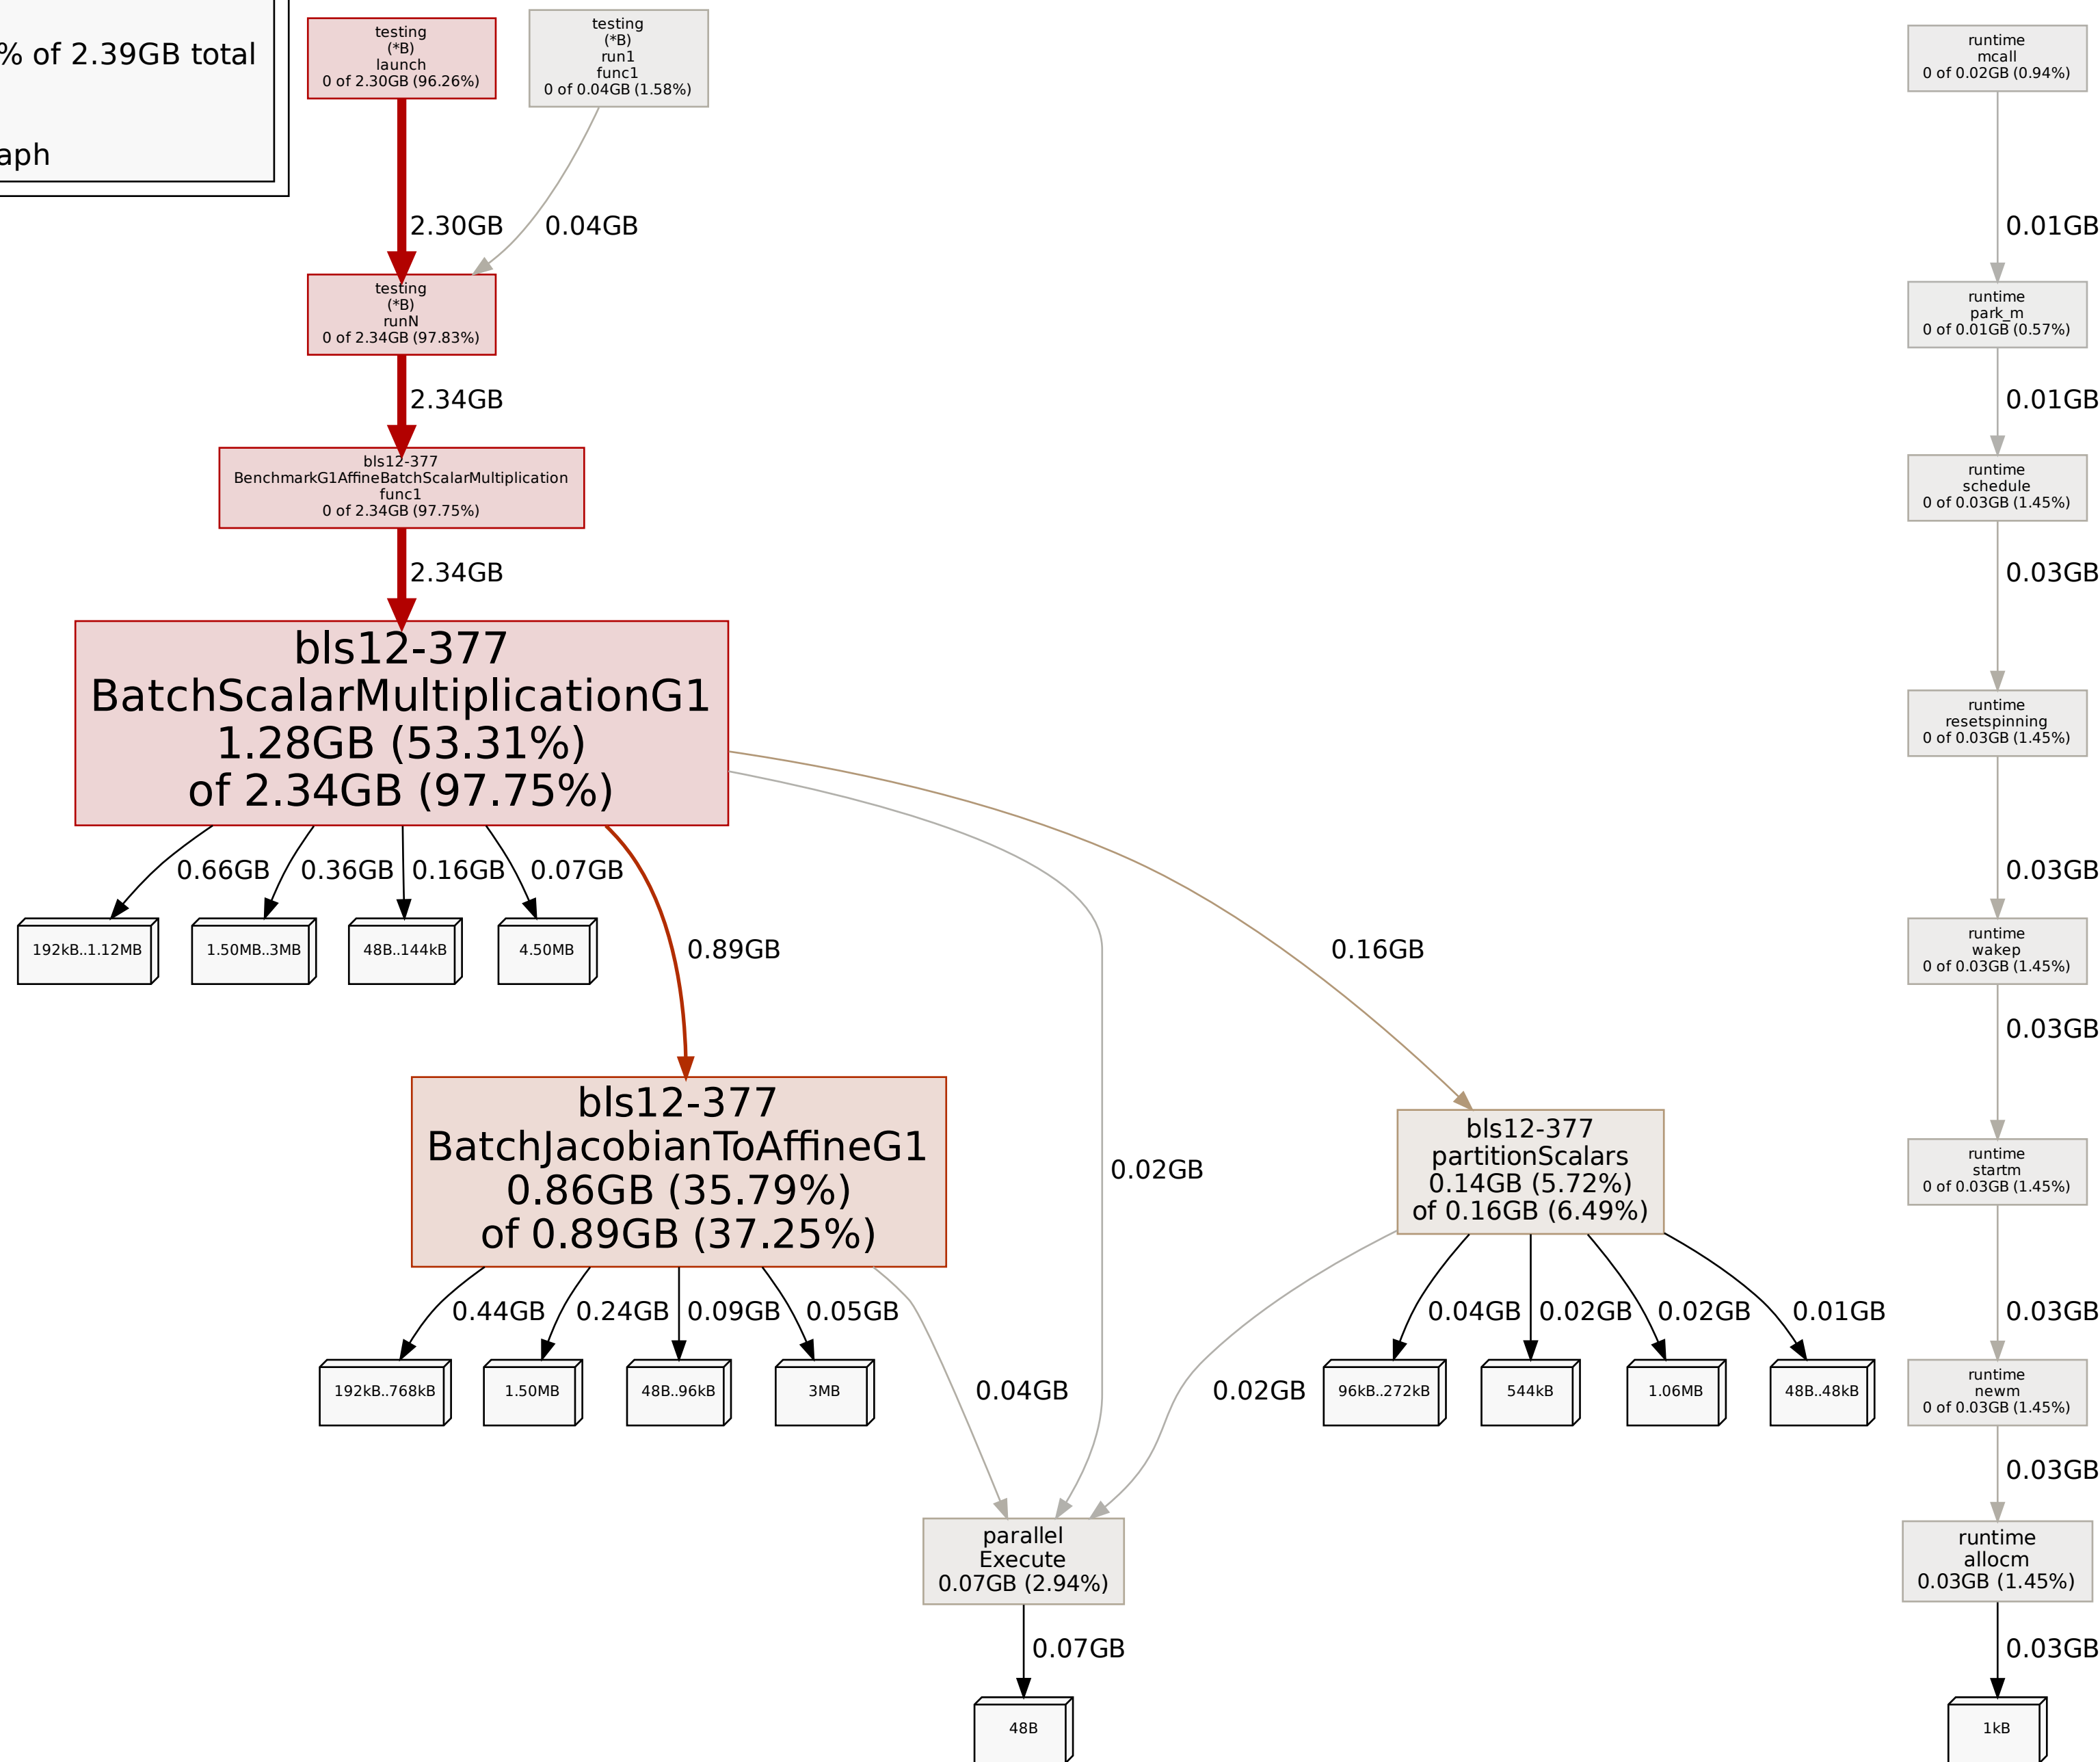 % of 2.39GB total
aph
testing
(*B)
launch
0 of 2.30GB (96.26%)
testing
(*B)
run1
func1
0 of 0.04GB (1.58%)
runtime
mcall
0 of 0.02GB (0.94%)
2.30GB
0.04GB
0.01GB
testing
(*B)
runN
0 of 2.34GB (97.83%)
runtime
park_m
0 of 0.01GB (0.57%)
2.34GB
0.01GB
bls12-377
BenchmarkG1AffineBatchScalarMultiplication
func1
0 of 2.34GB (97.75%)
runtime
schedule
0 of 0.03GB (1.45%)
2.34GB
0.03GB
bls12-377
BatchScalarMultiplicationG1
1.28GB (53.31%)
of 2.34GB (97.75%)
runtime
resetspinning
0 of 0.03GB (1.45%)
0.66GB
0.36GB
0.16GB
0.07GB
0.03GB
192kB..1.12MB
1.50MB..3MB
48B..144kB
4.50MB
0.89GB
0.16GB
runtime
wakep
0 of 0.03GB (1.45%)
0.03GB
bls12-377
BatchJacobianToAffineG1
0.86GB (35.79%)
of 0.89GB (37.25%)
0.02GB
bls12-377
partitionScalars
0.14GB (5.72%)
of 0.16GB (6.49%)
runtime
startm
0 of 0.03GB (1.45%)
0.44GB
0.24GB
0.09GB
0.05GB
0.04GB
0.02GB
0.02GB
0.01GB
0.03GB
192kB..768kB
1.50MB
48B..96kB
3MB
0.04GB
0.02GB
96kB..272kB
544kB
1.06MB
48B..48kB
runtime
newm
0 of 0.03GB (1.45%)
0.03GB
parallel
Execute
0.07GB (2.94%)
runtime
allocm
0.03GB (1.45%)
0.07GB
0.03GB
48B
1kB